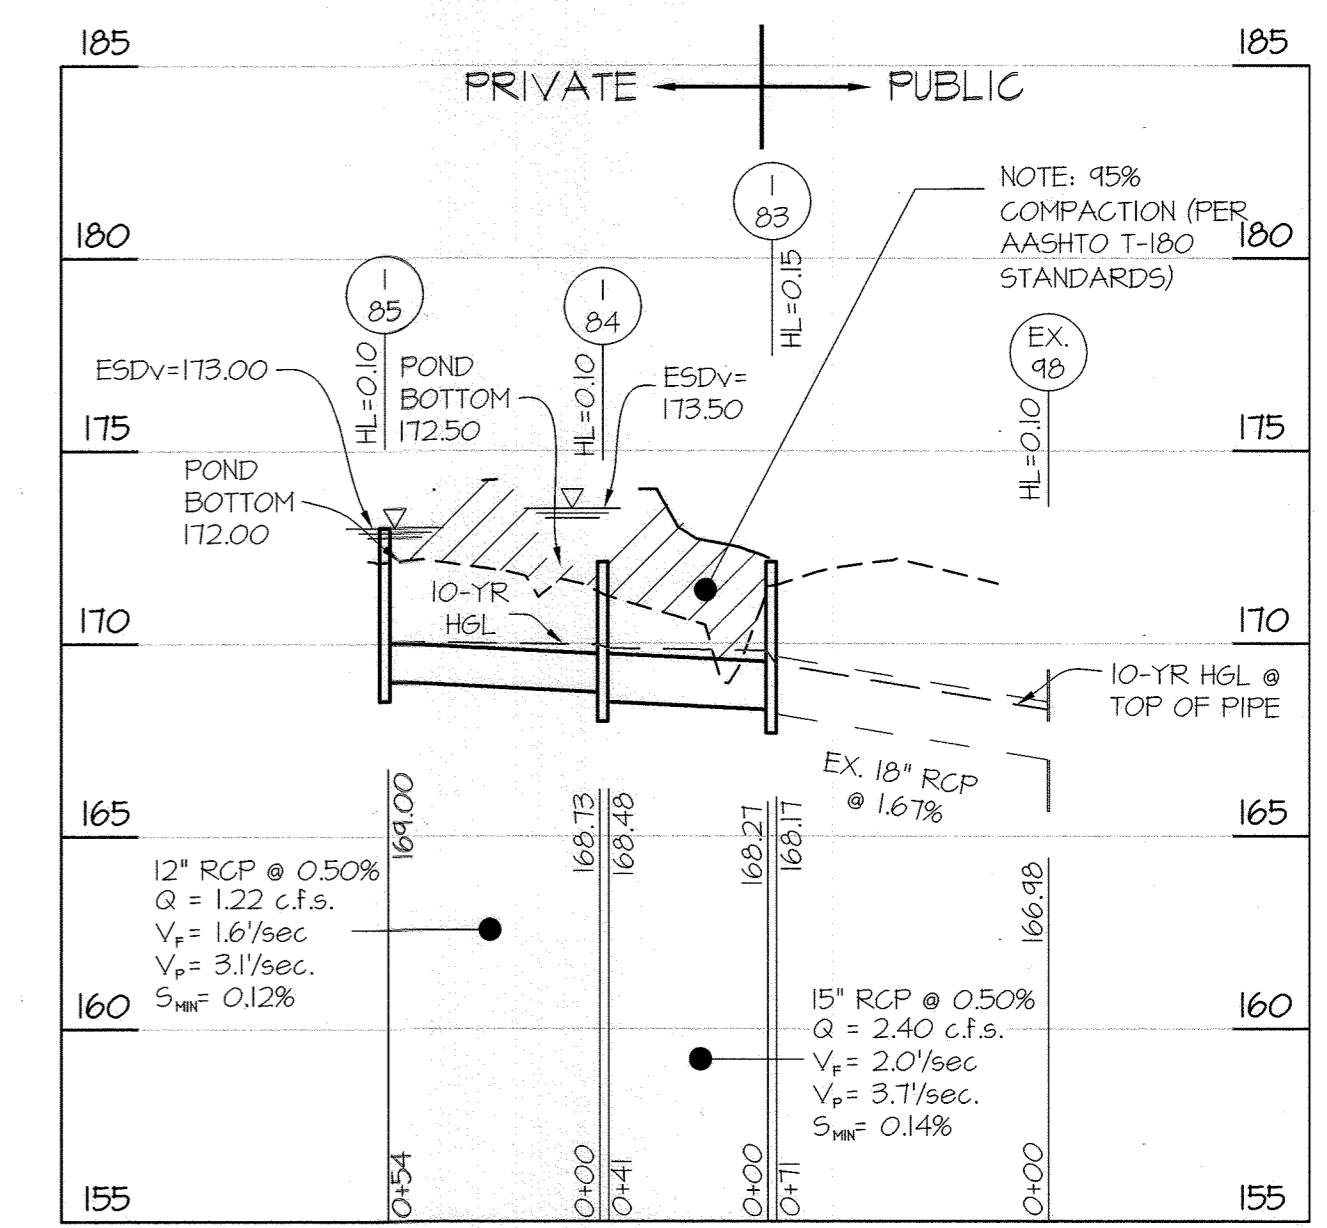 185
185
PRIVATE
PUBLIC
I
83
HL=0.15
NOTE: 95%
COMPACTION (PER
AASHTO T-180
STANDARDS)
180
180
I
85
HL=0.10
I
84
HL=0.10
EX.
98
HL=0.10
ESDv=173.00
POND
BOTTOM
172.50
ESDv=
173.50
175
175
POND
BOTTOM
172.00
10-YR
HGL
170
170
10-YR HGL @
TOP OF PIPE
EX. 18" RCP
@ 1.67%
165
165
169.00
168.73
168.48
168.27
168.17
166.98
12" RCP @ 0.50%
Q = 1.22 c.f.s.
VF= 1.6'/sec
VP= 3.1'/sec.
SMIN= 0.12%
160
160
15" RCP @ 0.50%
Q = 2.40 c.f.s.
VF= 2.0'/sec
VP= 3.7'/sec.
SMIN= 0.14%
0+54
0+00
0+41
0+00
0+71
0+00
155
155